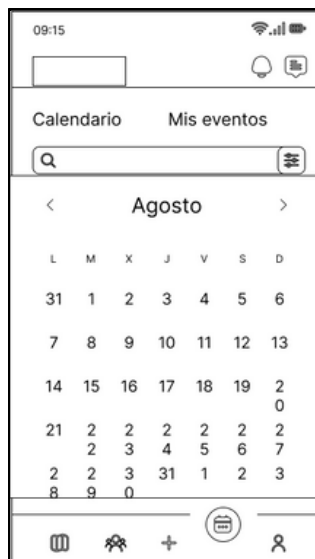 09:15
Calendario Mis eventos
Agosto
L M X J V S D
31 1 2 3 4 5 6
7 8 9 10 11 12 13
14 15 16 17 18 19 20
21 22 23 24 25 26 27
28 29 30 31 1 2 3